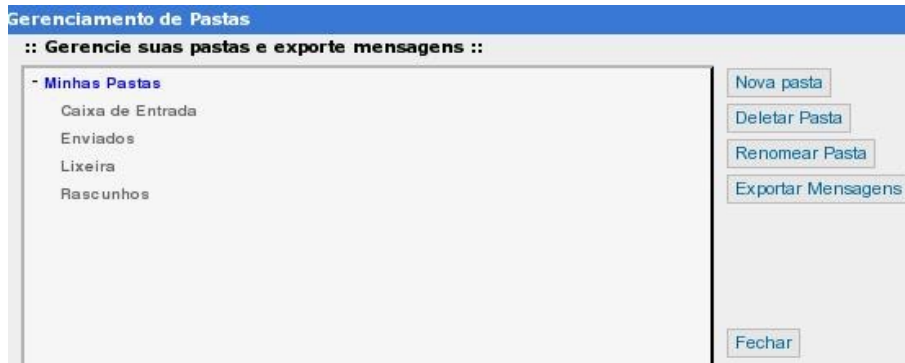 Gerenciamento de Pastas
:: Gerencie suas pastas e exporte mensagens ::
- Minhas Pastas
Caixa de Entrada
Enviados
Lixeira
Rascunhos
Nova pasta
Deletar Pasta
Renomear Pasta
Exportar Mensagens
Fechar